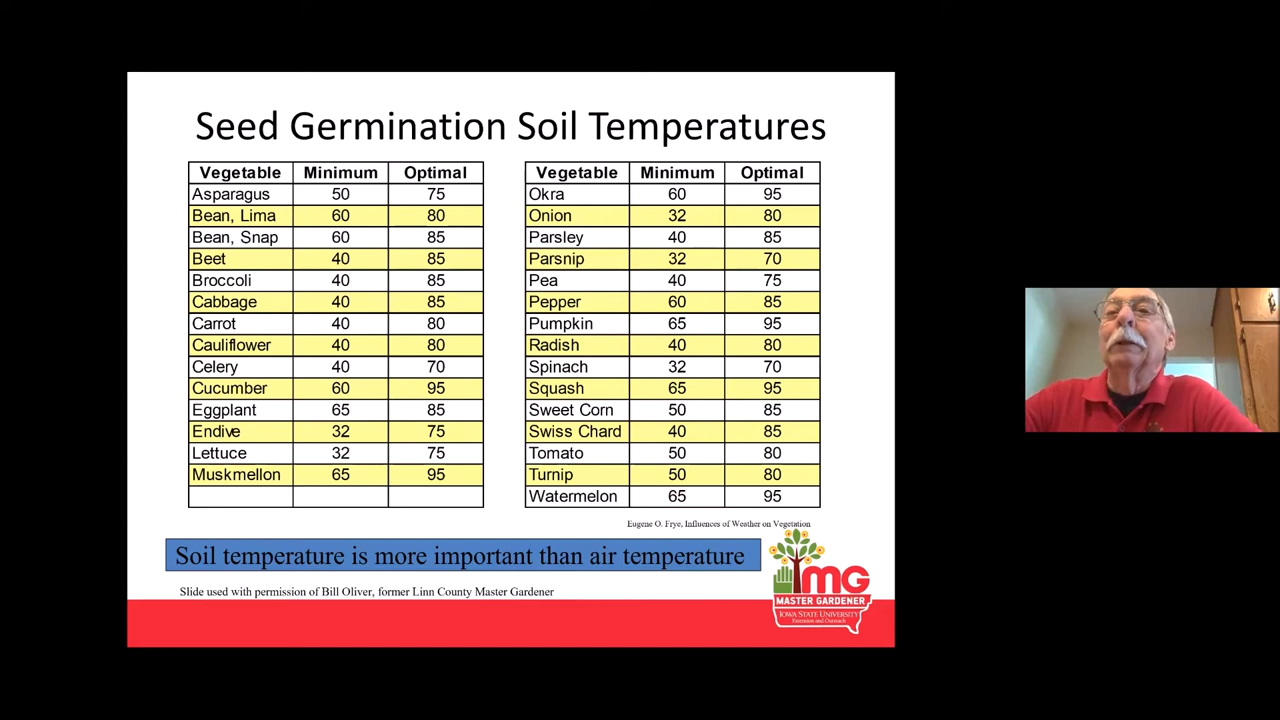 Seed Germination Soil Temperatures
Vegetable Minimum Optimal
Asparagus 50 75
Bean, Lima 60 80
Bean, Snap 60 85
Beet 40 85
Broccoli 40 85
Cabbage 40 85
Carrot 40 80
Cauliflower 40 80
Celery 40 70
Cucumber 60 95
Eggplant 65 85
Endive 32 75
Lettuce 32 75
Muskmellon 65 95
Vegetable Minimum Optimal
Okra 60 95
Onion 32 80
Parsley 40 85
Parsnip 32 70
Pea 40 75
Pepper 60 85
Pumpkin 65 95
Radish 40 80
Spinach 32 70
Squash 65 95
Sweet Corn 50 85
Swiss Chard 40 85
Tomato 50 80
Turnip 50 80
Watermelon 65 95
Eugene O. Frye, Influences of Weather on Vegetation
Soil temperature is more important than air temperature
Slide used with permission of Bill Oliver, former Linn County Master Gardener
MG
MASTER GARDENER
IOWA STATE UNIVERSITY
Extension and Outreach